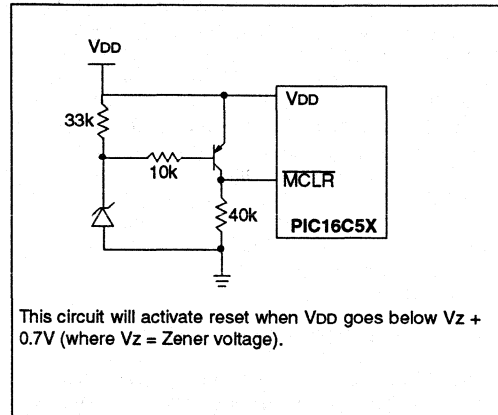 VDD
33k
VDD
10k
MCLR
40k
PIC16C5X
This circuit will activate reset when VDD goes below Vz +
0.7V (where Vz = Zener voltage).